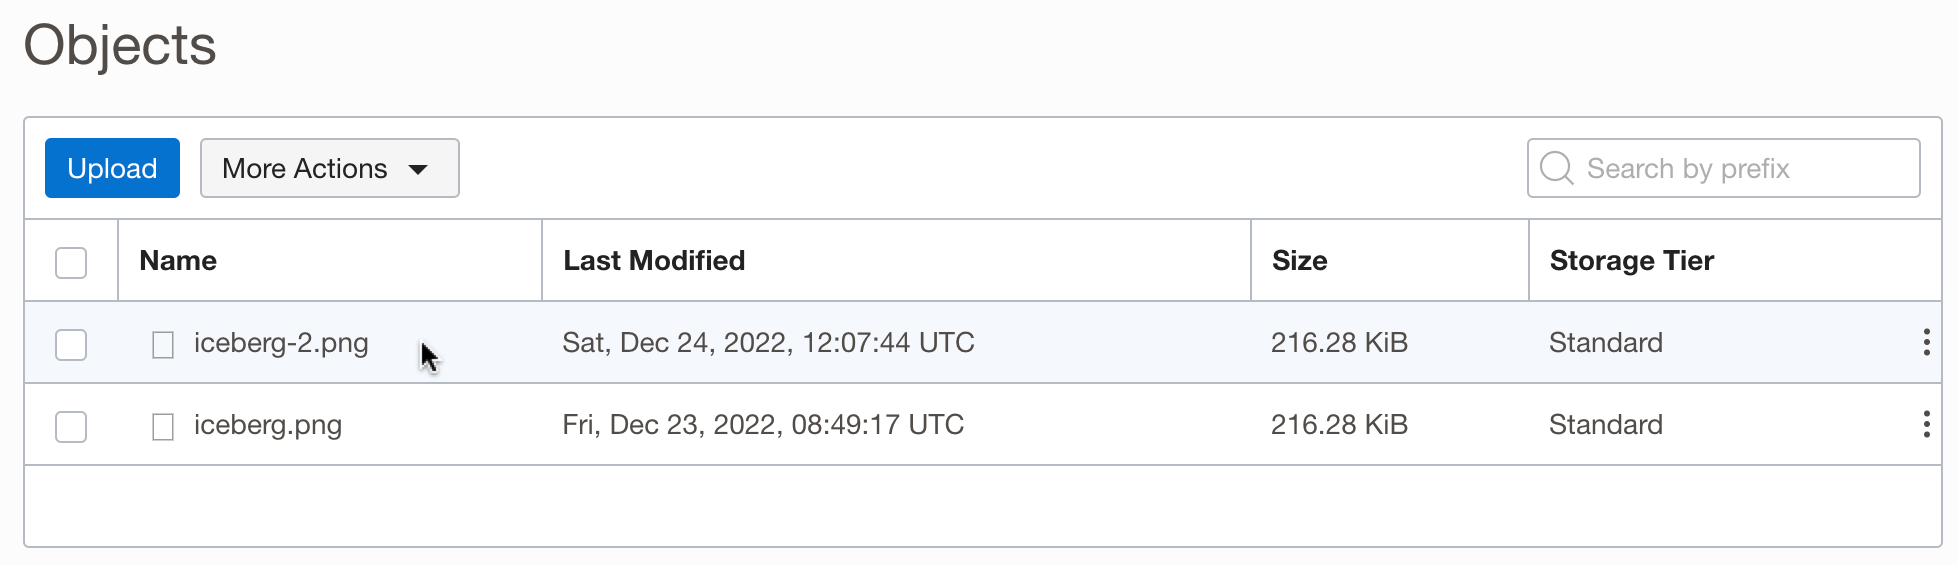 Objects
Upload More Actions Search by prefix
Name Last Modified Size Storage Tier
iceberg-2.png Sat, Dec 24, 2022, 12:07:44 UTC 216.28 KiB Standard
iceberg.png Fri, Dec 23, 2022, 08:49:17 UTC 216.28 KiB Standard